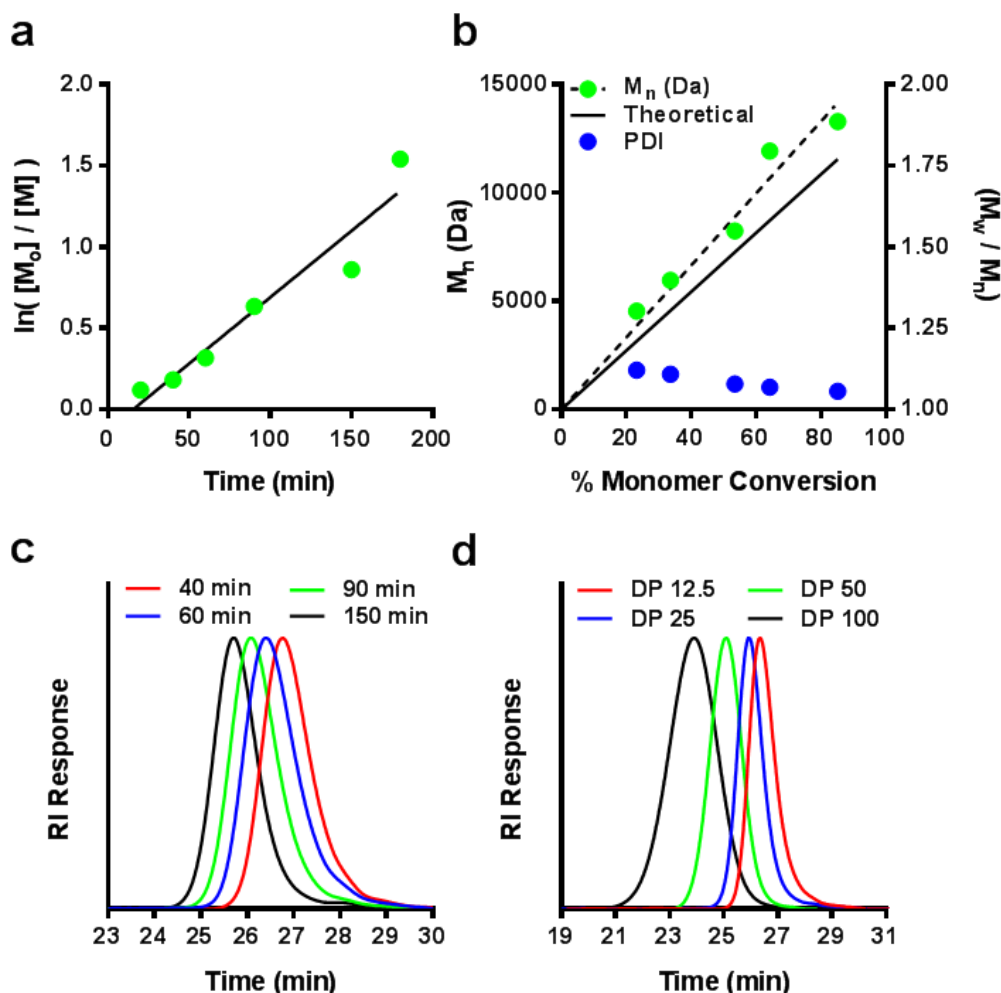 a
2.0
1.5
1.0
0.5
0.0
0 50 100 150 200
ln( [Mo] / [M] )
Time (min)
b
Mn (Da)
Theoretical
PDI
15000
10000
5000
0
2.00
1.75
1.50
1.25
1.00
0 20 40 60 80 100
Mn (Da)
(Mw / Mn)
% Monomer Conversion
c
40 min 90 min
60 min 150 min
RI Response
23 24 25 26 27 28 29 30
Time (min)
d
DP 12.5 DP 50
DP 25 DP 100
RI Response
19 21 23 25 27 29 31
Time (min)